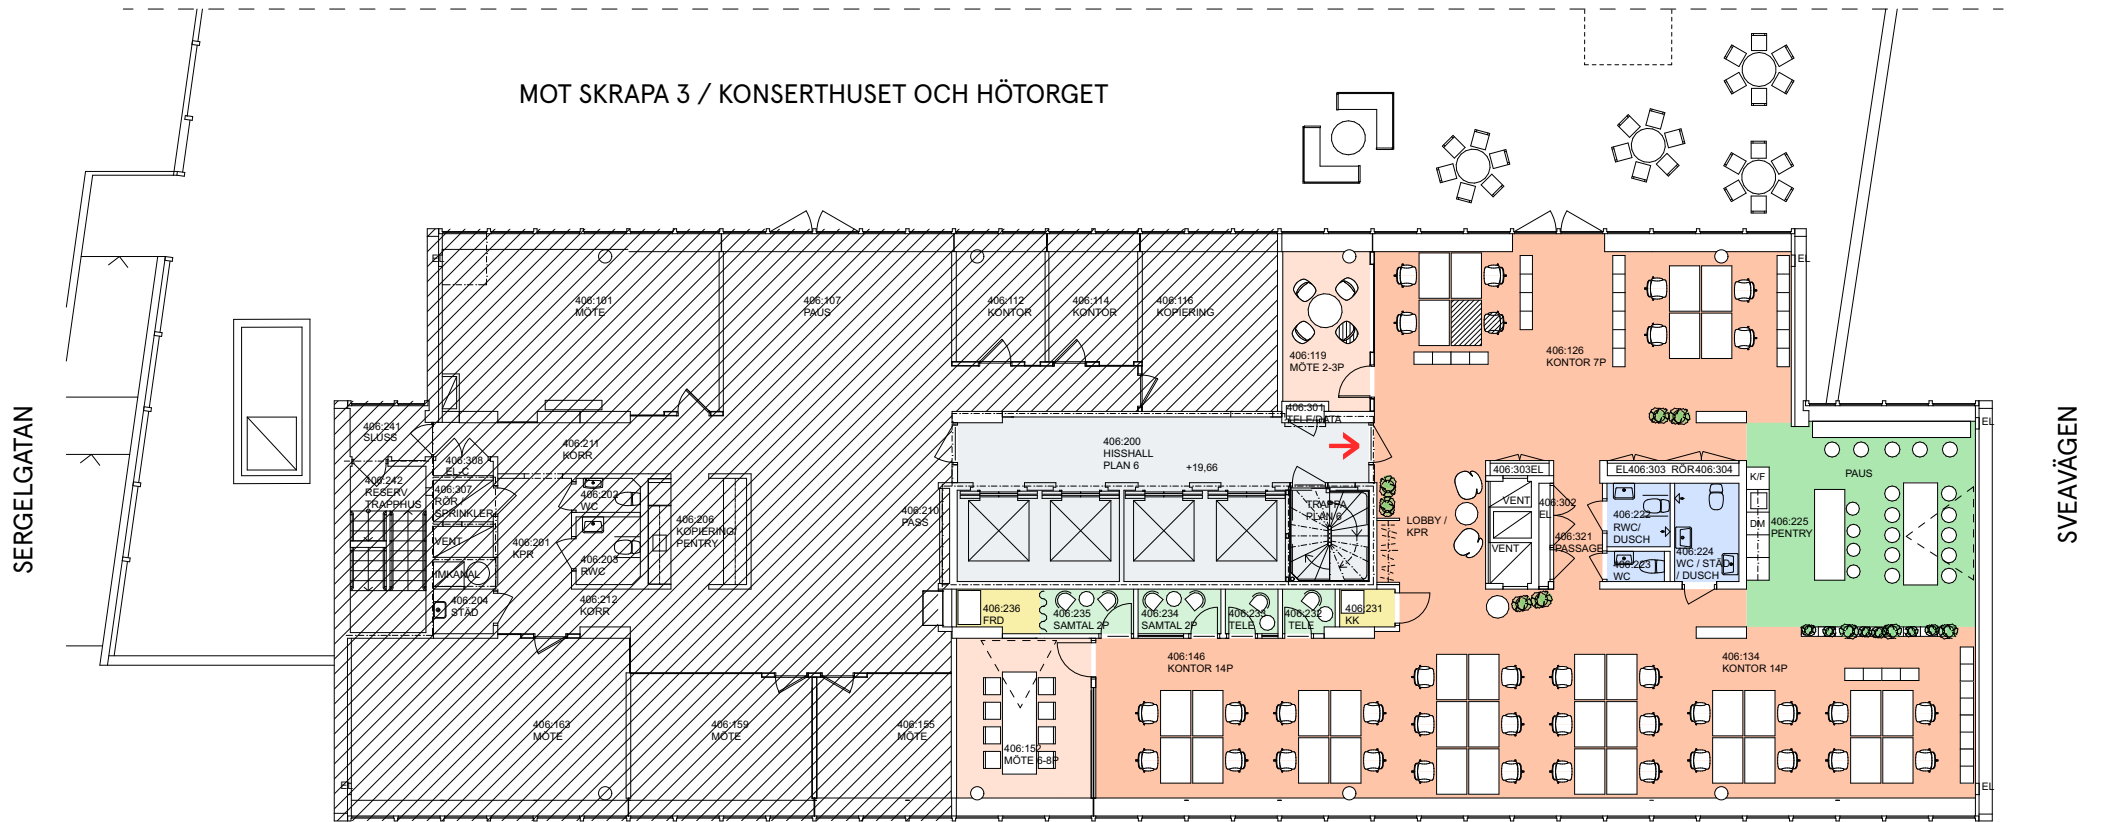 MOT SKRAPA 3 / KONSERTHUSET OCH HÖTORGET
SERGELGATAN
SVEAVÄGEN
EL
EL
406:101
MÖTE
406:107
PAUS
406:112
KONTOR
406:114
KONTOR
406:116
KOPIERING
406:119
MÖTE 2-3P
406:126
KONTOR 7P
406:301
TELE/DATA
406:241
SLUSS
406:211
KORR
406:200
HISSHALL
PLAN 6
+19,66
EL
406:308
EL-C
406:242
RESERV
TRAPPHUS
406:307
RÖR /
SPRINKLER
406:202
WC
406:303EL
EL406:303 RÖR406:304
PAUS
K/F
VENT
406:302
EL
406:210
PASS
406:206
KOPIERING/
PENTRY
TRAPPA
PLAN 6
LOBBY /
KPR
406:222
RWC/
DUSCH
DM
406:225
PENTRY
VENT
406:201
KPR
406:203
RWC
VENT
406:321
PASSAGE
406:224
WC / STÄD
/ DUSCH
406:223
WC
IMKANAL
406:204
STÄD
406:212
KORR
406:236
FRD
406:235
SAMTAL 2P
406:234
SAMTAL 2P
406:233
TELE
406:232
TELE
406:231
KK
406:146
KONTOR 14P
406:134
KONTOR 14P
406:163
MÖTE
406:159
MÖTE
406:155
MÖTE
406:152
MÖTE 6-8P
EL
EL